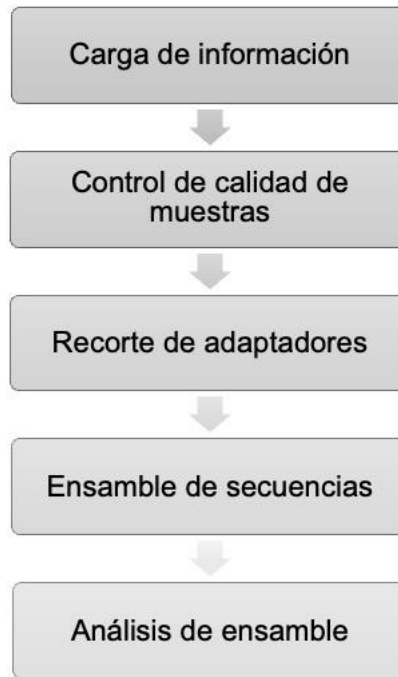 Carga de información
Control de calidad de
muestras
Recorte de adaptadores
Ensamble de secuencias
Análisis de ensamble